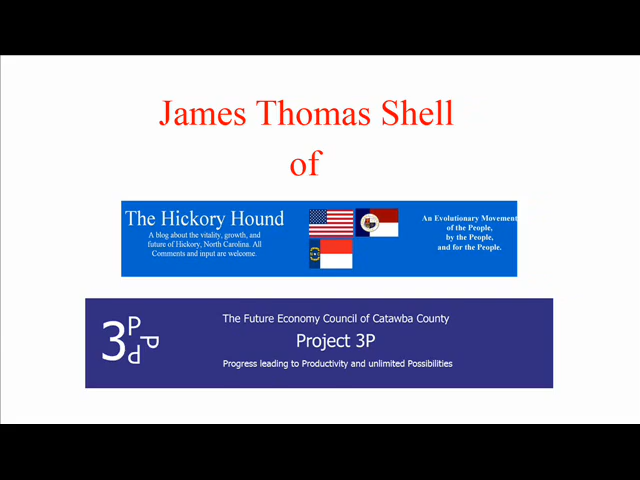 James Thomas Shell
of
The Hickory Hound
A blog about the vitality, growth, and
future of Hickory, North Carolina. All
Comments and input are welcome.
An Evolutionary Movement
of the People,
by the People,
and for the People.
3P
P
P
The Future Economy Council of Catawba County
Project 3P
Progress leading to Productivity and unlimited Possibilities